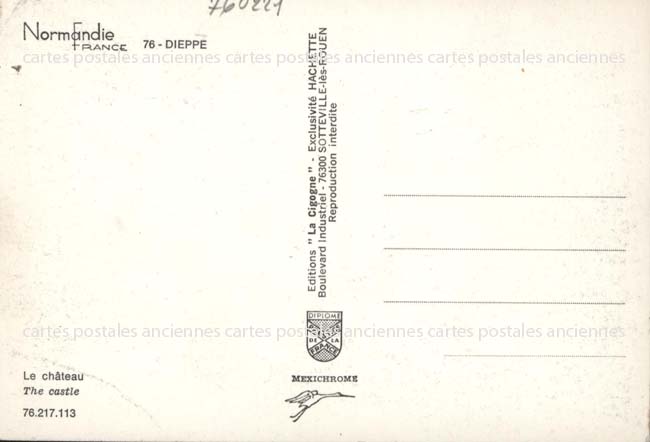 760221
Normandie
FRANCE
76 - DIEPPE
cartes postales anciennes cartes postales anciennes cartes postales anciennes
Editions " La Cigogne " - Exclusivité HACHETTE
Boulevard Industriel - 76300 SOTTEVILLE-lès-ROUEN
Reproduction interdite
cartes postales anciennes cartes postales anciennes cartes postales anciennes
DIPLOME
DE LA
FRANCE
Le château
The castle
76.217.113
MEXICHROME